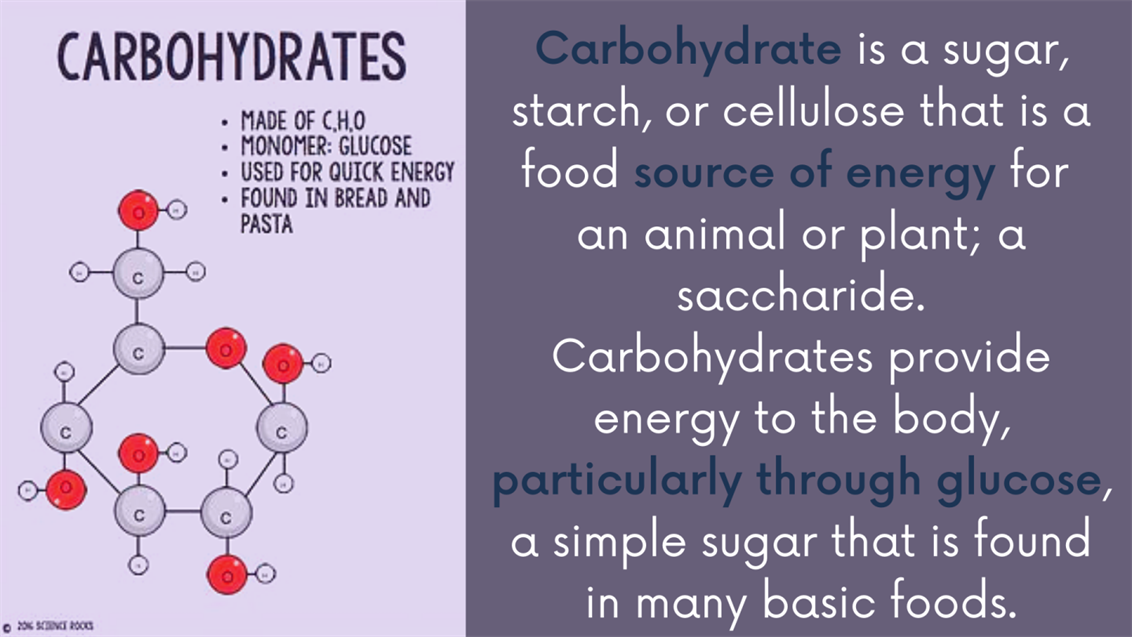 CARBOHYDRATES
• MADE OF C,H,O
• MONOMER: GLUCOSE
• USED FOR QUICK ENERGY
• FOUND IN BREAD AND
PASTA
O
C
C
O
O
C
C
O
O
C
C
O
© 2016 SCIENCE ROCKS
Carbohydrate is a sugar,
starch, or cellulose that is a
food source of energy for
an animal or plant; a
saccharide.
Carbohydrates provide
energy to the body,
particularly through glucose,
a simple sugar that is found
in many basic foods.